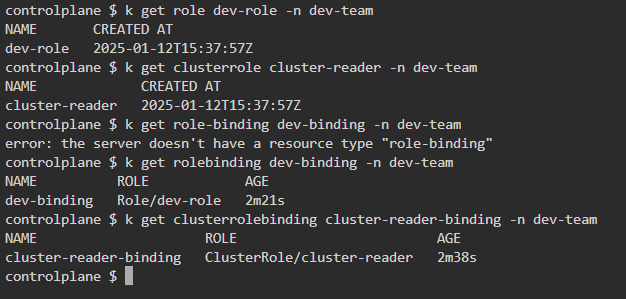 controlplane $ k get role dev-role -n dev-team
NAME       CREATED AT
dev-role   2025-01-12T15:37:57Z
controlplane $ k get clusterrole cluster-reader -n dev-team
NAME             CREATED AT
cluster-reader   2025-01-12T15:37:57Z
controlplane $ k get role-binding dev-binding -n dev-team
error: the server doesn't have a resource type "role-binding"
controlplane $ k get rolebinding dev-binding -n dev-team
NAME          ROLE            AGE
dev-binding   Role/dev-role   2m21s
controlplane $ k get clusterrolebinding cluster-reader-binding -n dev-team
NAME                     ROLE                         AGE
cluster-reader-binding   ClusterRole/cluster-reader   2m38s
controlplane $